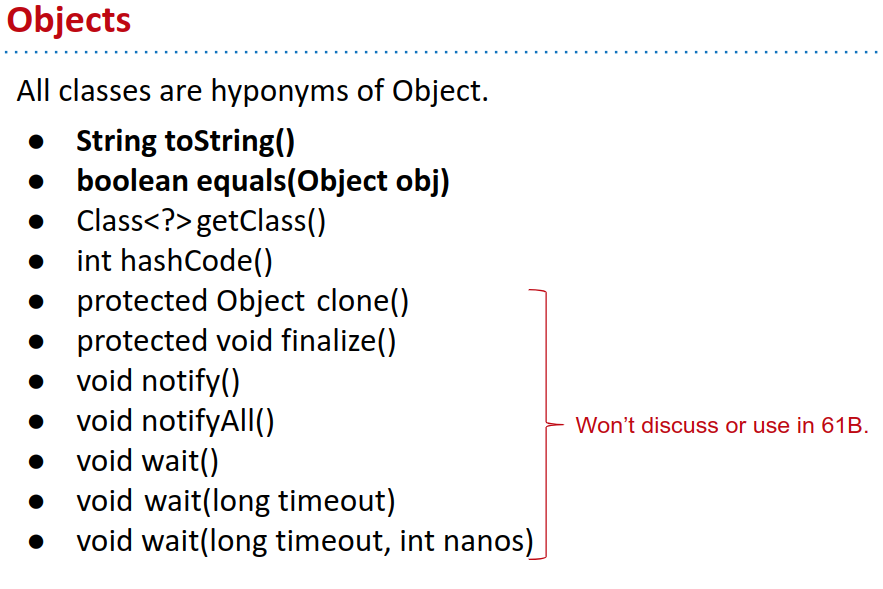 Objects
All classes are hyponyms of Object.
● String toString()
● boolean equals(Object obj)
● Class<?> getClass()
● int hashCode()
● protected Object clone()
● protected void finalize()
● void notify()
● void notifyAll()
● void wait()
● void wait(long timeout)
● void wait(long timeout, int nanos)
Won’t discuss or use in 61B.